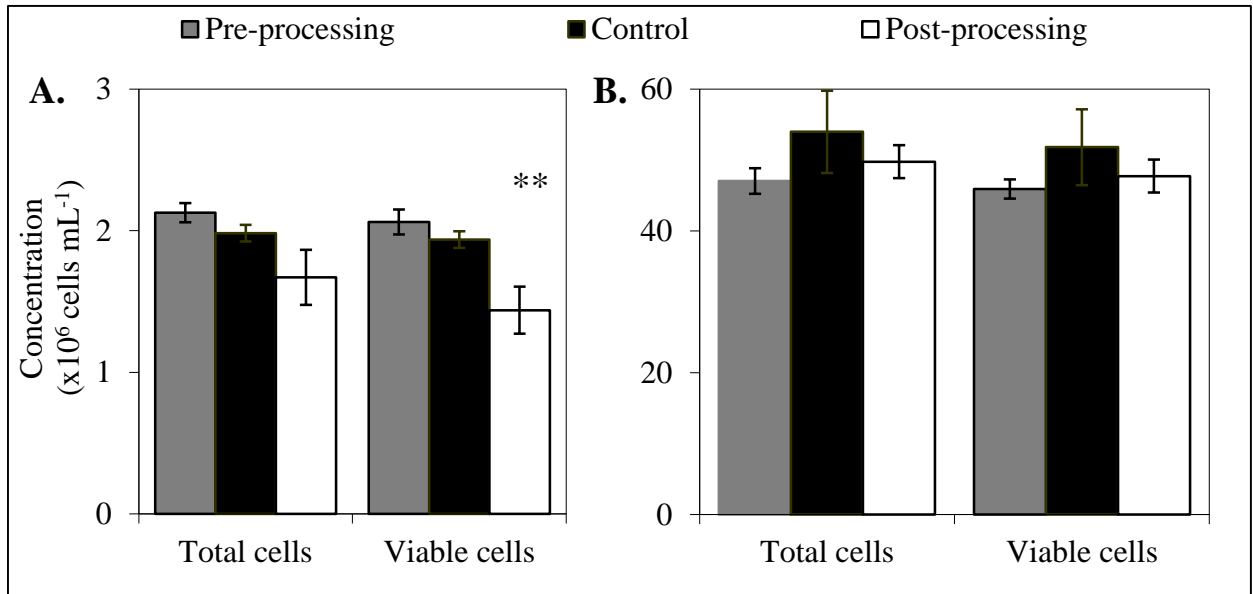 Pre-processing Control Post-processing
A.
B.
Concentration
(x10⁶ cells mL⁻¹)
3
2
1
0
**
Total cells Viable cells
60
40
20
0
Total cells Viable cells